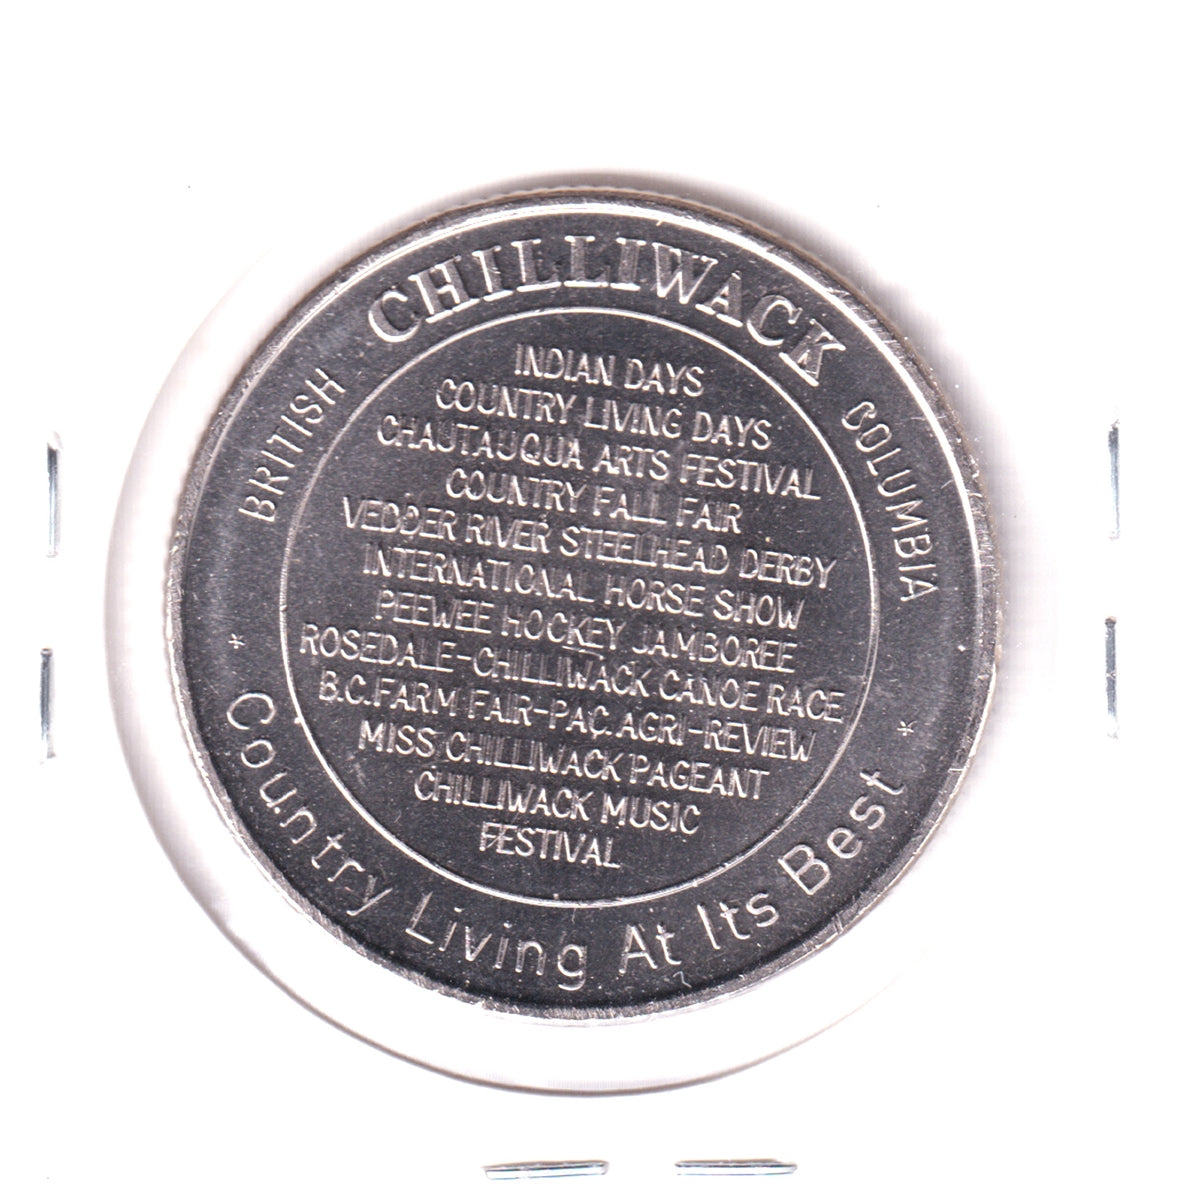 CHILLIWACK
BRITISH COLUMBIA
INDIAN DAYS
COUNTRY LIVING DAYS
CHAUTAUQUA ARTS FESTIVAL
COUNTRY FALL FAIR
VEDDER RIVER STEELHEAD DERBY
INTERNATIONAL HORSE SHOW
PEEWEE HOCKEY JAMBOREE
ROSEDALE-CHILLIWACK CANOE RACE
B.C. FARM FAIR-PAC. AGRI-REVIEW
MISS CHILLIWACK PAGEANT
CHILLIWACK MUSIC
FESTIVAL
* Country Living At Its Best *